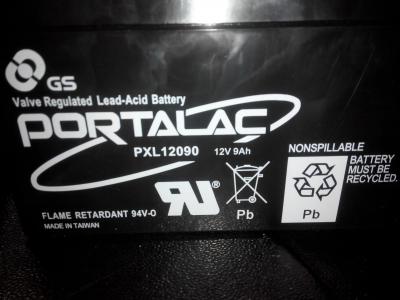 GS
Valve Regulated Lead-Acid Battery
PORTALAC
PXL12090 12V 9Ah
NONSPILLABLE
BATTERY
MUST BE
RECYCLED.
Pb
Pb
FLAME RETARDANT 94V-0
MADE IN TAIWAN